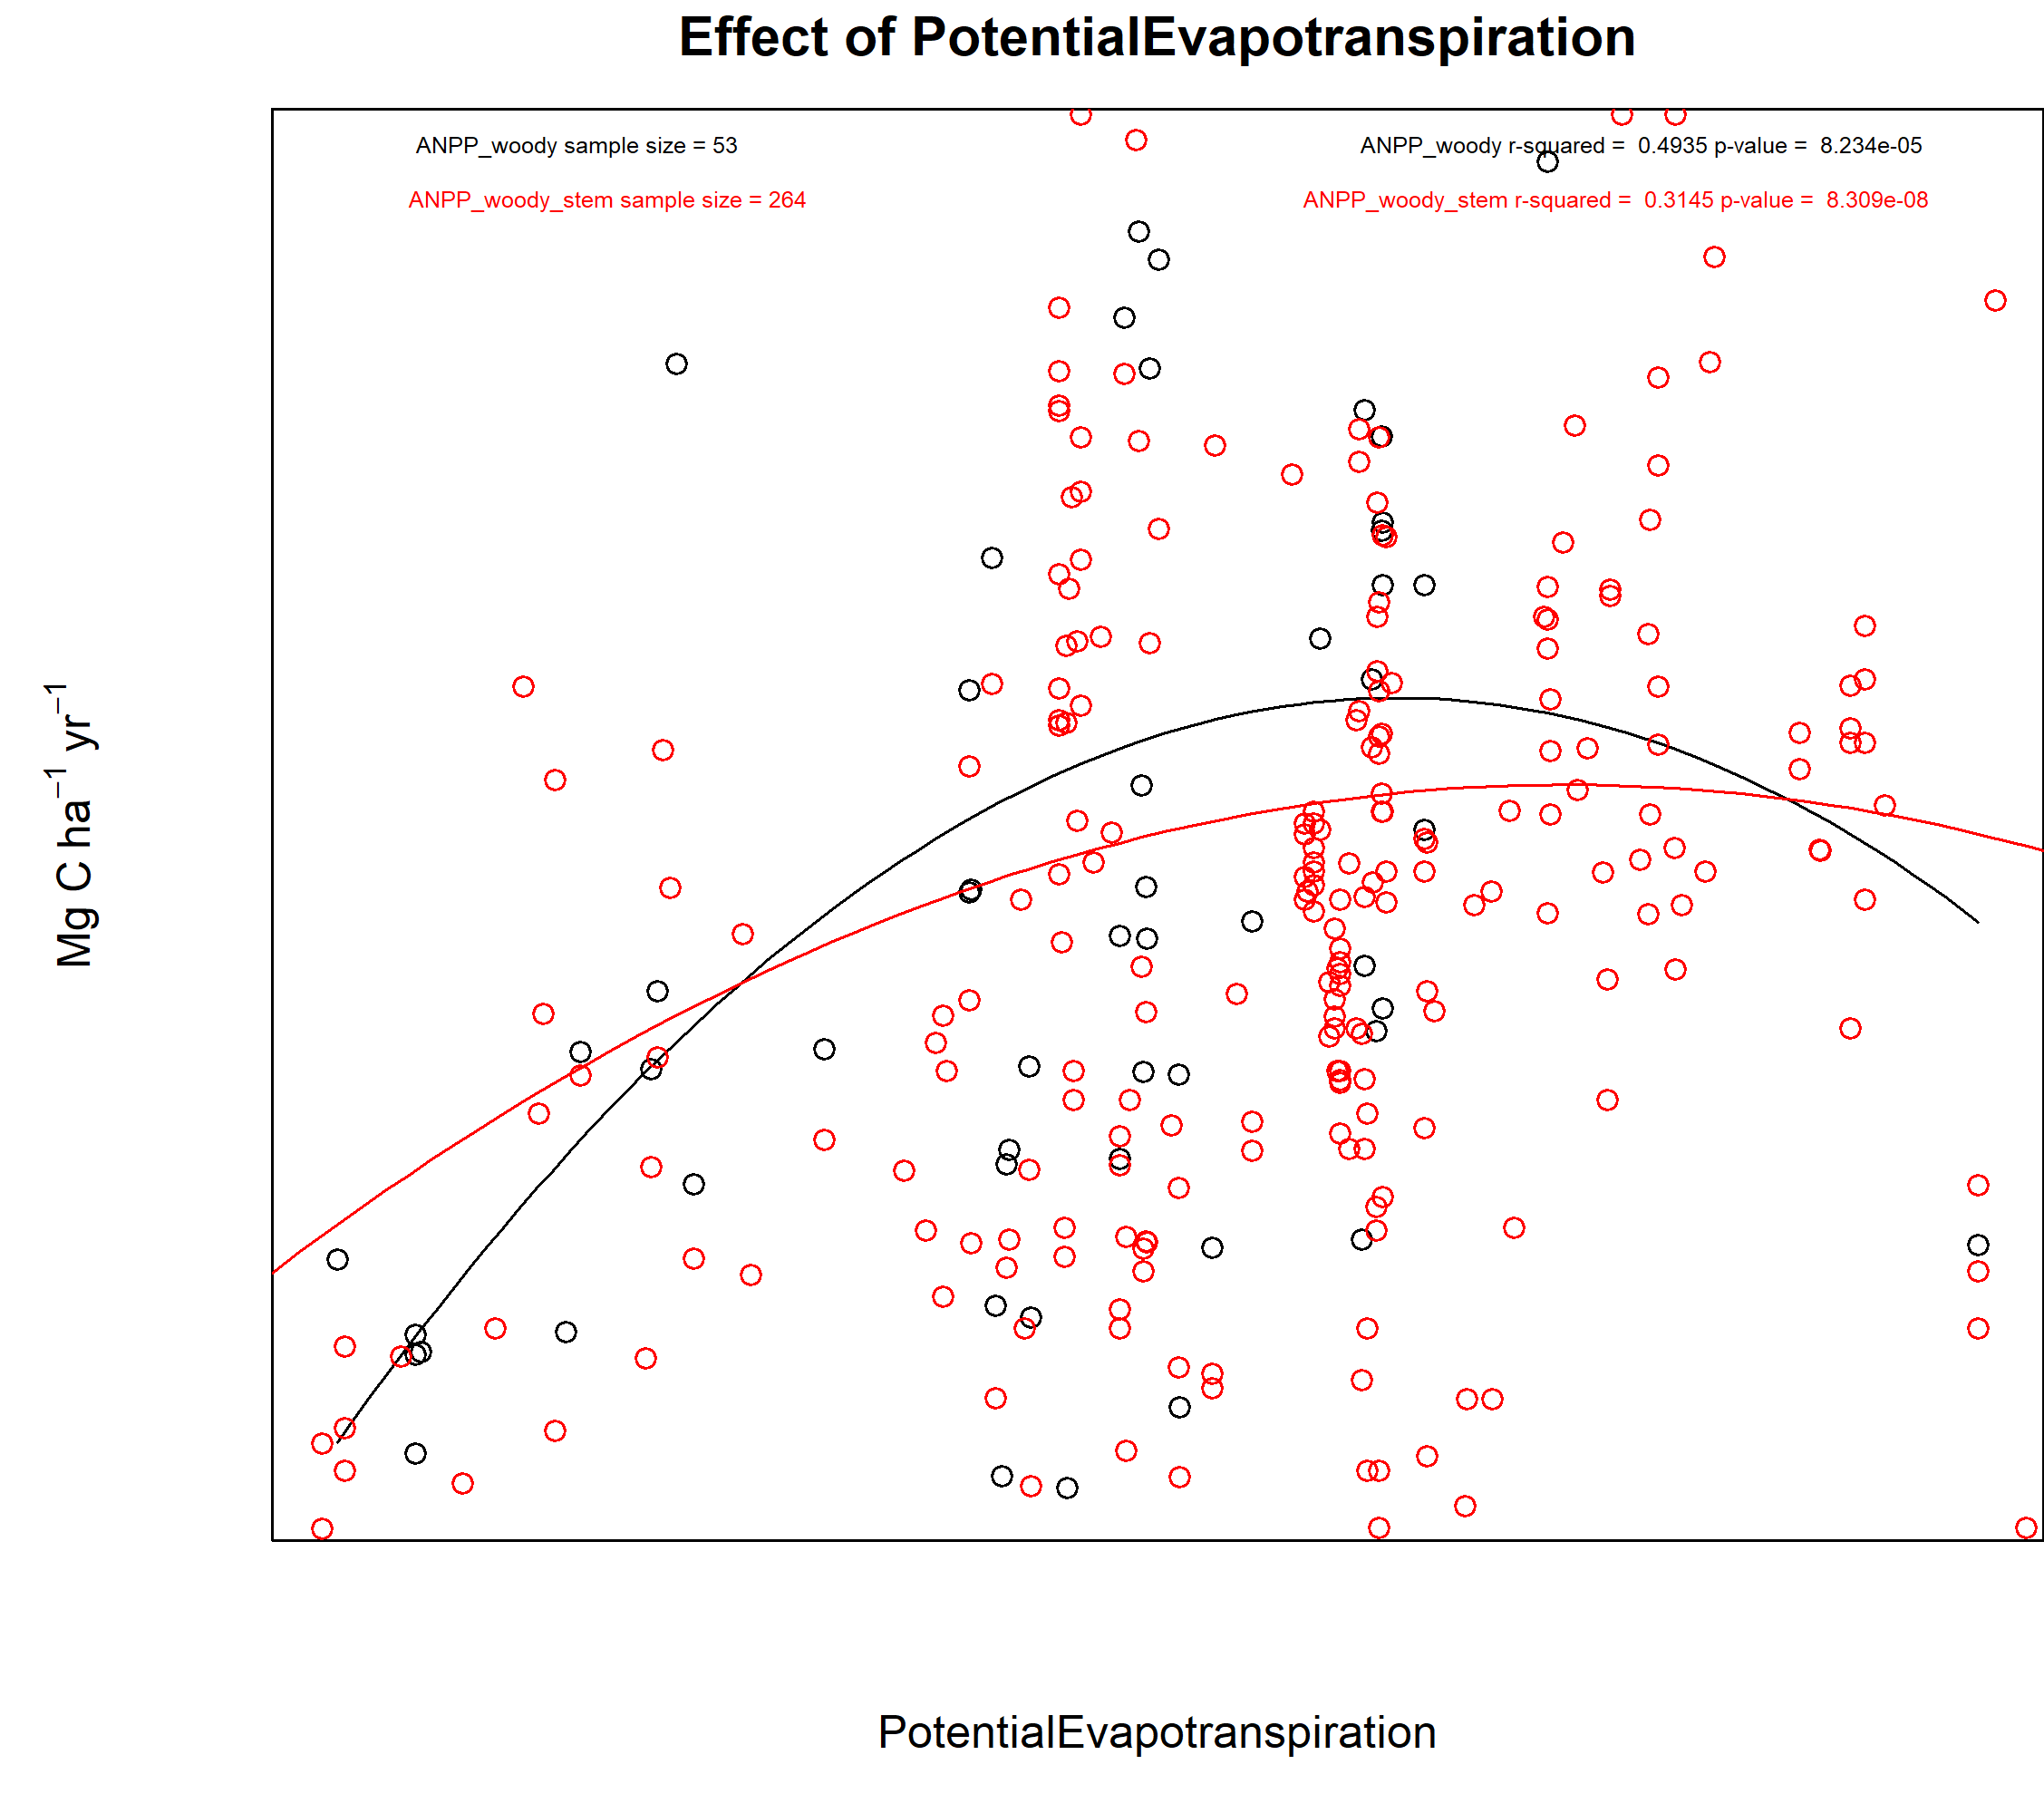 Effect of PotentialEvapotranspiration
ANPP_woody sample size = 53
ANPP_woody r-squared = 0.4935 p-value = 8.234e-05
ANPP_woody_stem sample size = 264
ANPP_woody_stem r-squared = 0.3145 p-value = 8.309e-08
Mg C ha⁻¹ yr⁻¹
PotentialEvapotranspiration